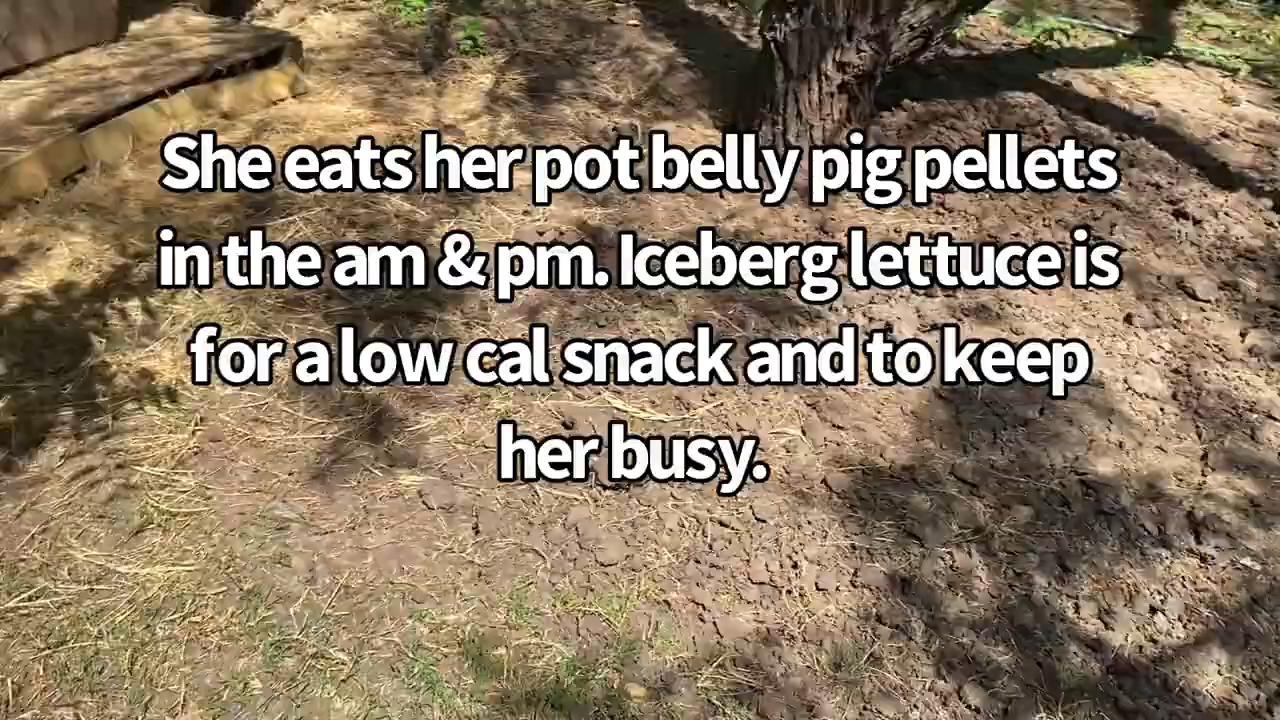 She eats her pot belly pig pellets
in the am & pm. Iceberg lettuce is
for a low cal snack and to keep
her busy.